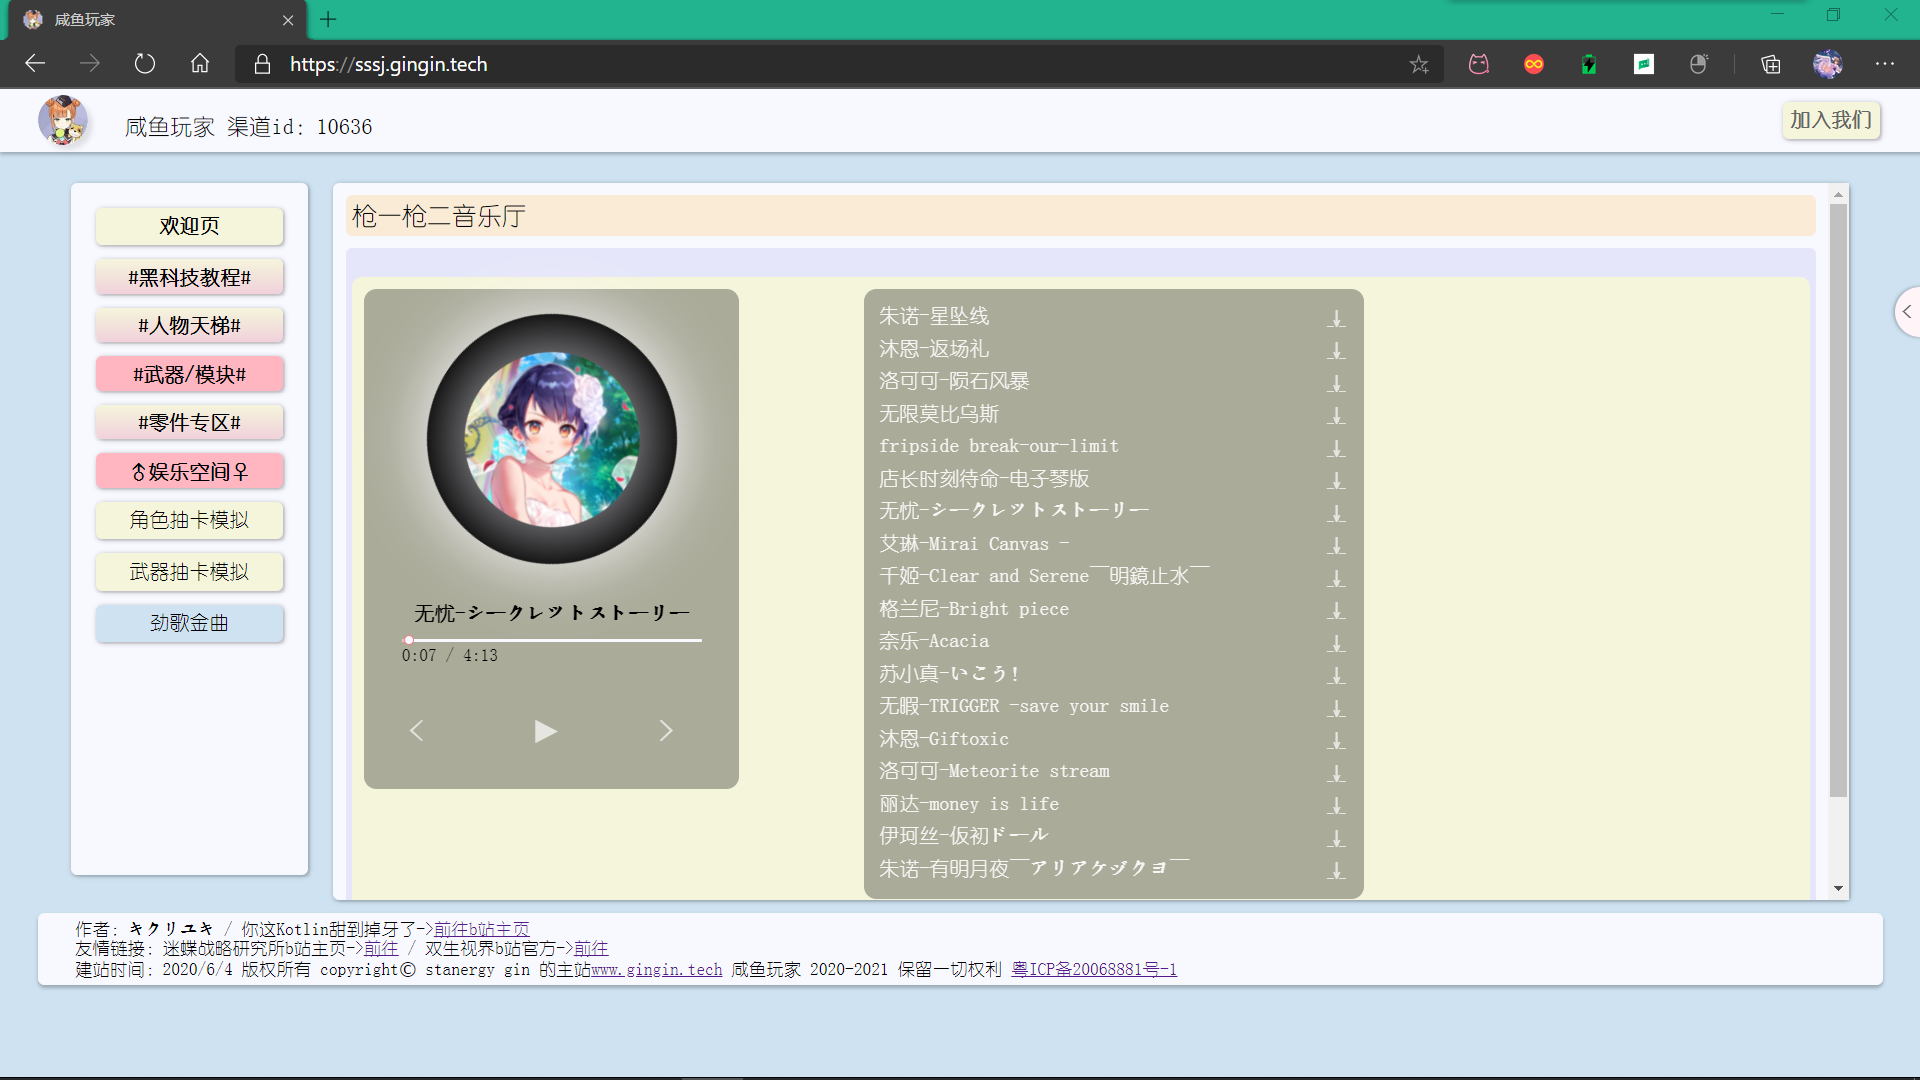 咸鱼玩家
https://sssj.gingin.tech
咸鱼玩家 渠道id: 10636
加入我们
欢迎页
#黑科技教程#
#人物天梯#
#武器/模块#
#零件专区#
♂娱乐空间♀
角色抽卡模拟
武器抽卡模拟
劲歌金曲
枪一枪二音乐厅
无忧-シークレットストーリー
0:07 / 4:13
朱诺-星坠线
沐恩-返场礼
洛可可-陨石风暴
无限莫比乌斯
fripside break-our-limit
店长时刻待命-电子琴版
无忧-シークレットストーリー
艾琳-Mirai Canvas -
千姬-Clear and Serene￣明鏡止水￣
格兰尼-Bright piece
奈乐-Acacia
苏小真-いこう!
无暇-TRIGGER -save your smile
沐恩-Giftoxic
洛可可-Meteorite stream
丽达-money is life
伊珂丝-仮初ドール
朱诺-有明月夜￣アリアケヅクヨ￣
作者: キクリユキ / 你这Kotlin甜到掉牙了->前往b站主页
友情链接: 迷蝶战略研究所b站主页->前往 / 双生视界b站官方->前往
建站时间: 2020/6/4 版权所有 copyright© stanergy gin 的主站www.gingin.tech 咸鱼玩家 2020-2021 保留一切权利 粤ICP备20068881号-1